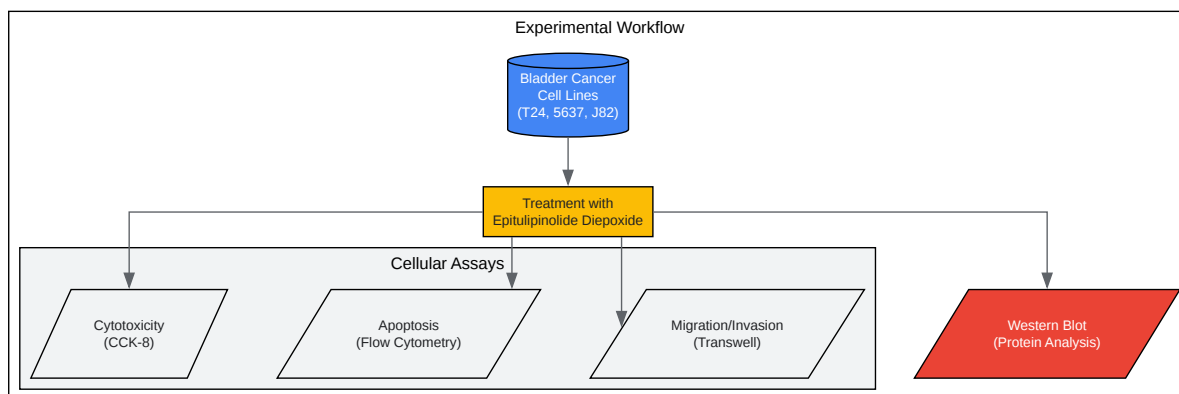 Experimental Workflow
Bladder Cancer
Cell Lines
(T24, 5637, J82)
Treatment with
Epitulipinolide Diepoxide
Cellular Assays
Cytotoxicity
(CCK-8)
Apoptosis
(Flow Cytometry)
Migration/Invasion
(Transwell)
Western Blot
(Protein Analysis)